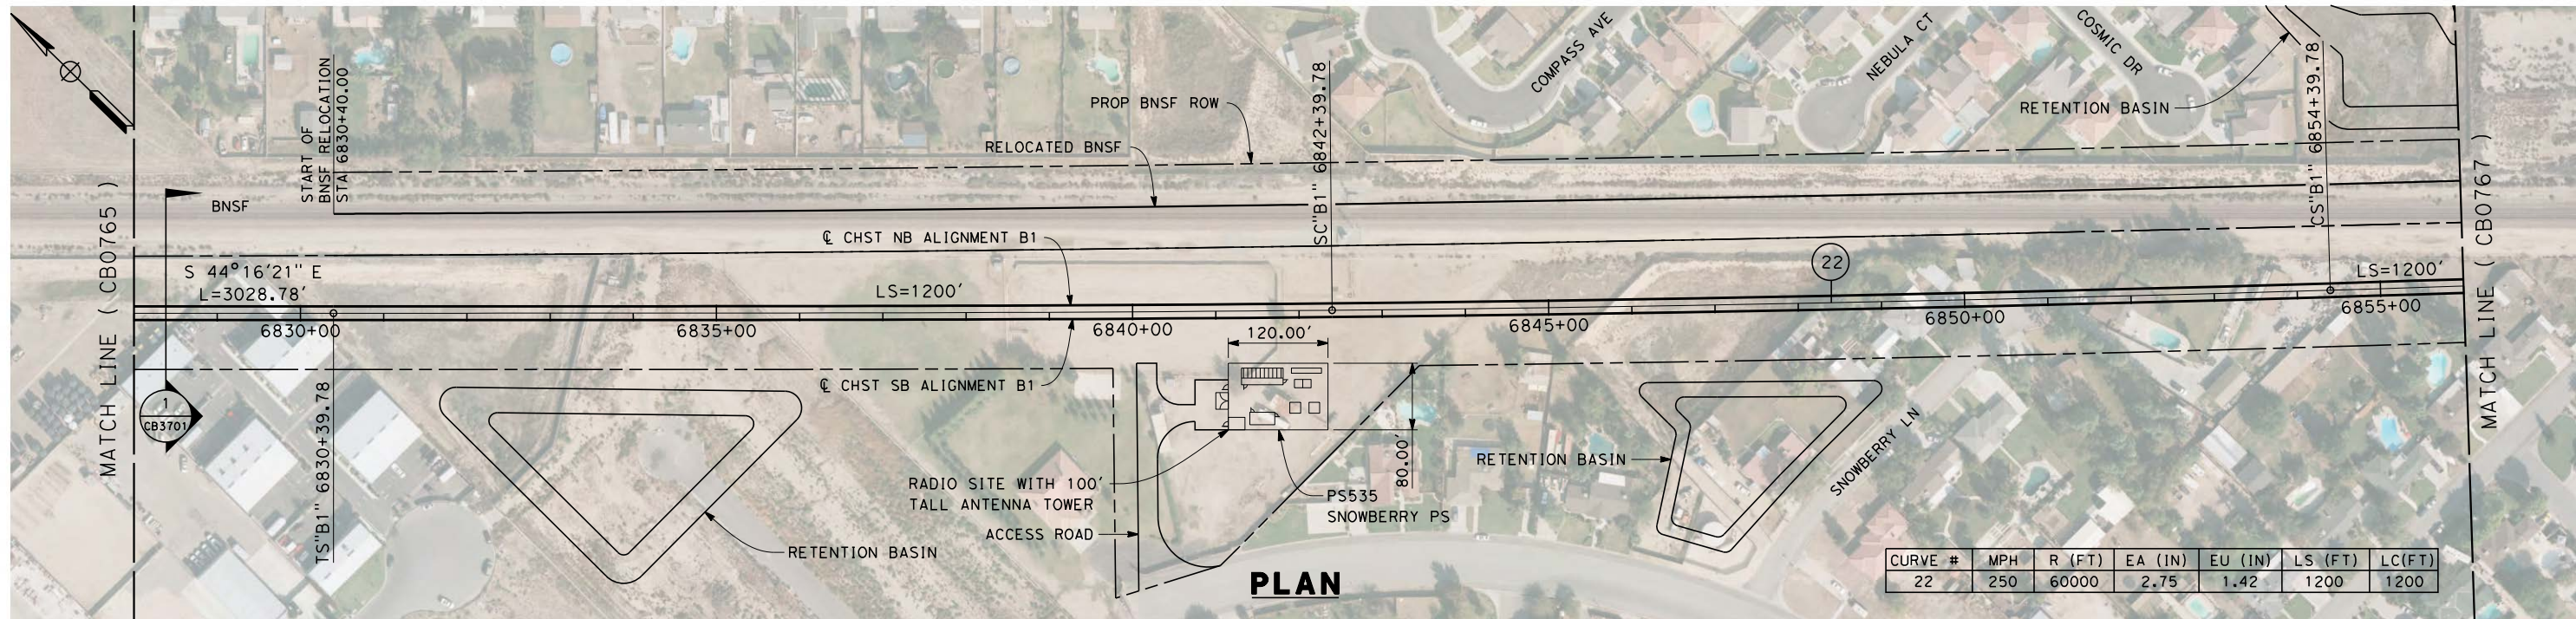 START OF
BNSF RELOCATION
STA 6830+40.00
MATCH LINE ( CB0765 )
BNSF
S 44°16'21" E
L=3028.78'
1
CB3701
TS"B1" 6830+39.78
6830+00
6835+00
6840+00
6845+00
6850+00
6855+00
RELOCATED BNSF
PROP BNSF ROW
SC"B1" 6842+39.78
COMPASS AVE
NEBULA CT
COSMIC DR
RETENTION BASIN
CS"B1" 6854+39.78
MATCH LINE ( CB0767 )
℄ CHST NB ALIGNMENT B1
LS=1200'
22
LS=1200'
120.00'
℄ CHST SB ALIGNMENT B1
80.00'
RADIO SITE WITH 100'
TALL ANTENNA TOWER
ACCESS ROAD
PS535
SNOWBERRY PS
RETENTION BASIN
RETENTION BASIN
SNOWBERRY LN
PLAN
CURVE # MPH R (FT) EA (IN) EU (IN) LS (FT) LC(FT)
22 250 60000 2.75 1.42 1200 1200